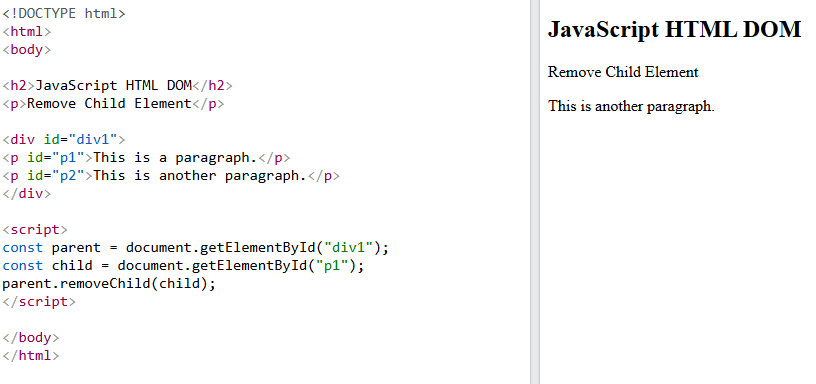 <!DOCTYPE html>
<html>
<body>
<h2>JavaScript HTML DOM</h2>
<p>Remove Child Element</p>
<div id="div1">
<p id="p1">This is a paragraph.</p>
<p id="p2">This is another paragraph.</p>
</div>
<script>
const parent = document.getElementById("div1");
const child = document.getElementById("p1");
parent.removeChild(child);
</script>
</body>
</html>
JavaScript HTML DOM
Remove Child Element
This is another paragraph.